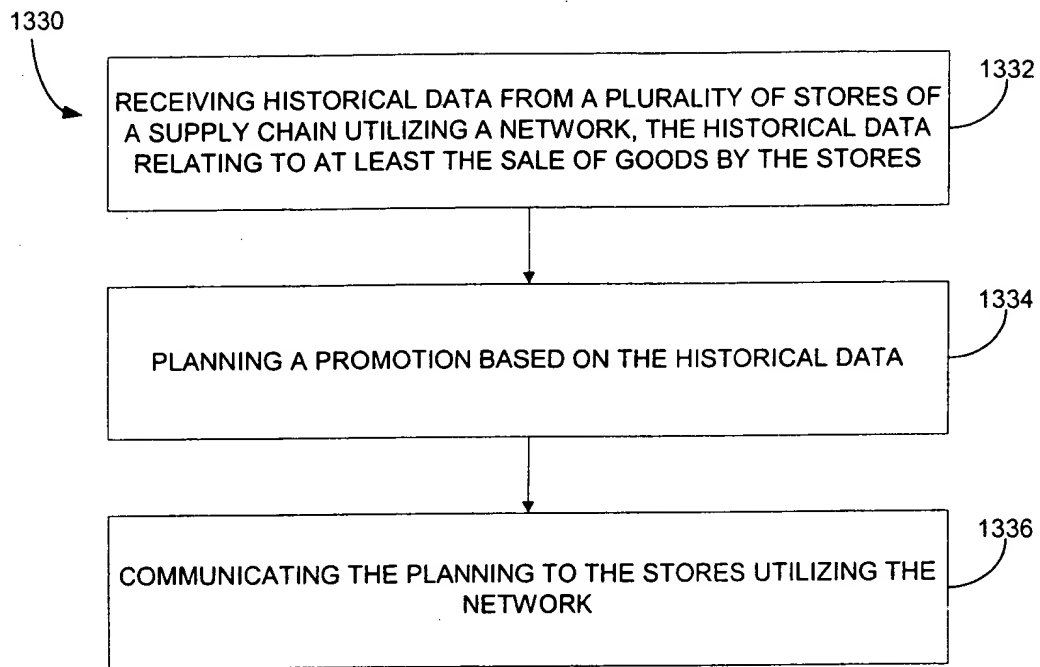 1330
1332
RECEIVING HISTORICAL DATA FROM A PLURALITY OF STORES OF
A SUPPLY CHAIN UTILIZING A NETWORK, THE HISTORICAL DATA
RELATING TO AT LEAST THE SALE OF GOODS BY THE STORES
1334
PLANNING A PROMOTION BASED ON THE HISTORICAL DATA
1336
COMMUNICATING THE PLANNING TO THE STORES UTILIZING THE
NETWORK